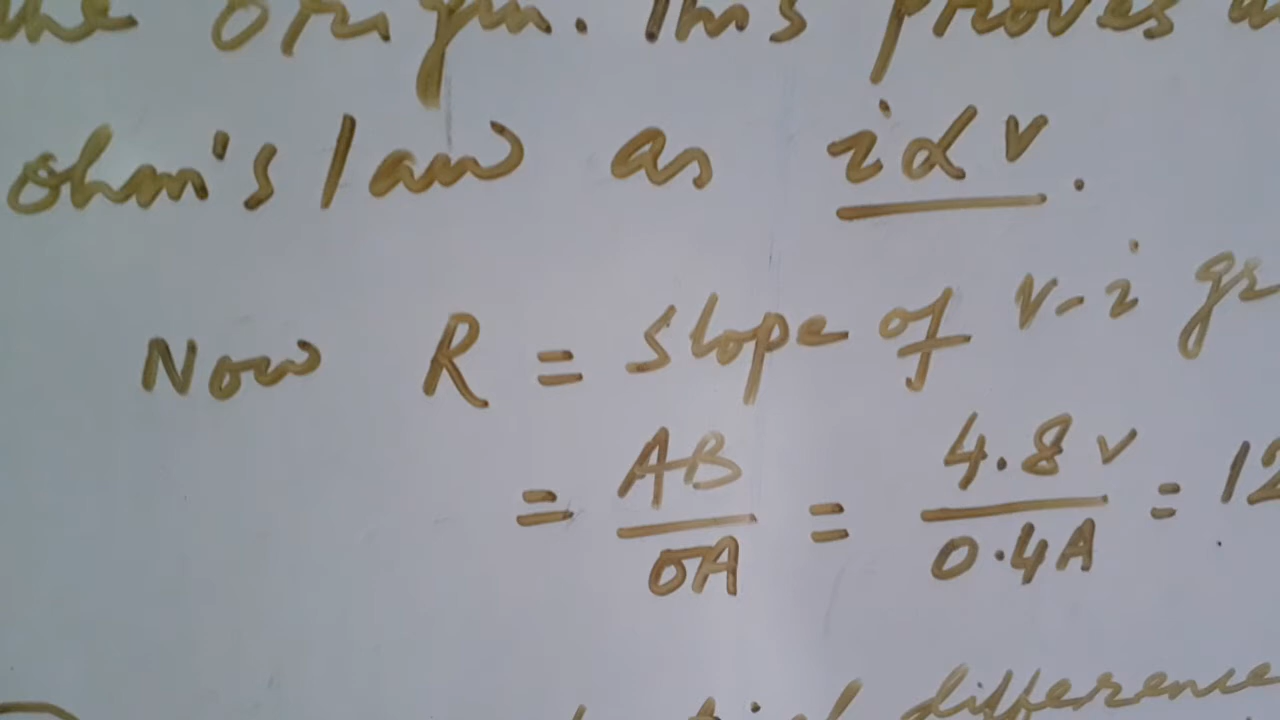 the origin. This proves
ohm's law as i α v.
Now R = slope of v-i
= AB/OA = 4.8v/0.4A = 12
difference